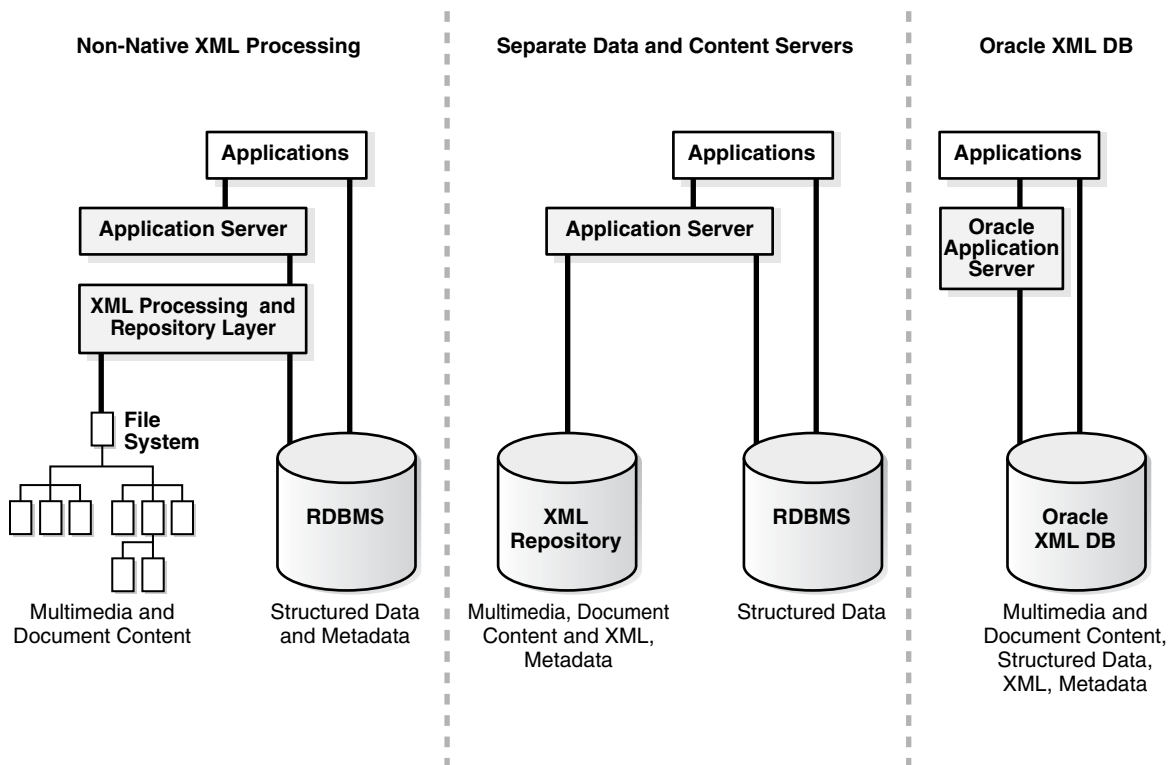 Non-Native XML Processing
Applications
Application Server
XML Processing and
Repository Layer
File
System
RDBMS
Multimedia and
Document Content
Structured Data
and Metadata
Separate Data and Content Servers
Applications
Application Server
XML
Repository
RDBMS
Multimedia, Document
Content and XML,
Metadata
Structured Data
Oracle XML DB
Applications
Oracle
Application
Server
Oracle
XML DB
Multimedia and
Document Content,
Structured Data,
XML, Metadata